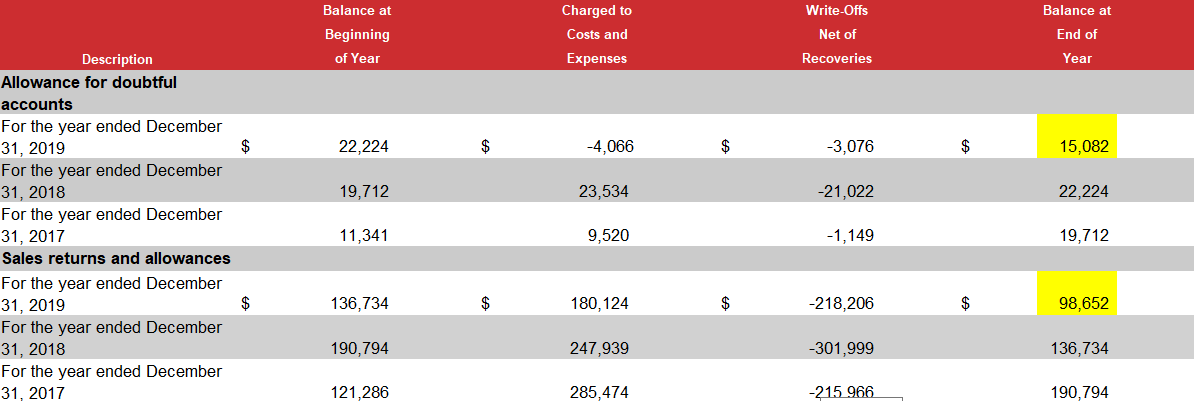 Description Balance at Beginning of Year Charged to Costs and Expenses Write-Offs Net of Recoveries Balance at End of Year
Allowance for doubtful
accounts
For the year ended December
31, 2019 $ 22,224 $ -4,066 $ -3,076 $ 15,082
For the year ended December
31, 2018 19,712 23,534 -21,022 22,224
For the year ended December
31, 2017 11,341 9,520 -1,149 19,712
Sales returns and allowances
For the year ended December
31, 2019 $ 136,734 $ 180,124 $ -218,206 $ 98,652
For the year ended December
31, 2018 190,794 247,939 -301,999 136,734
For the year ended December
31, 2017 121,286 285,474 -215,966 190,794